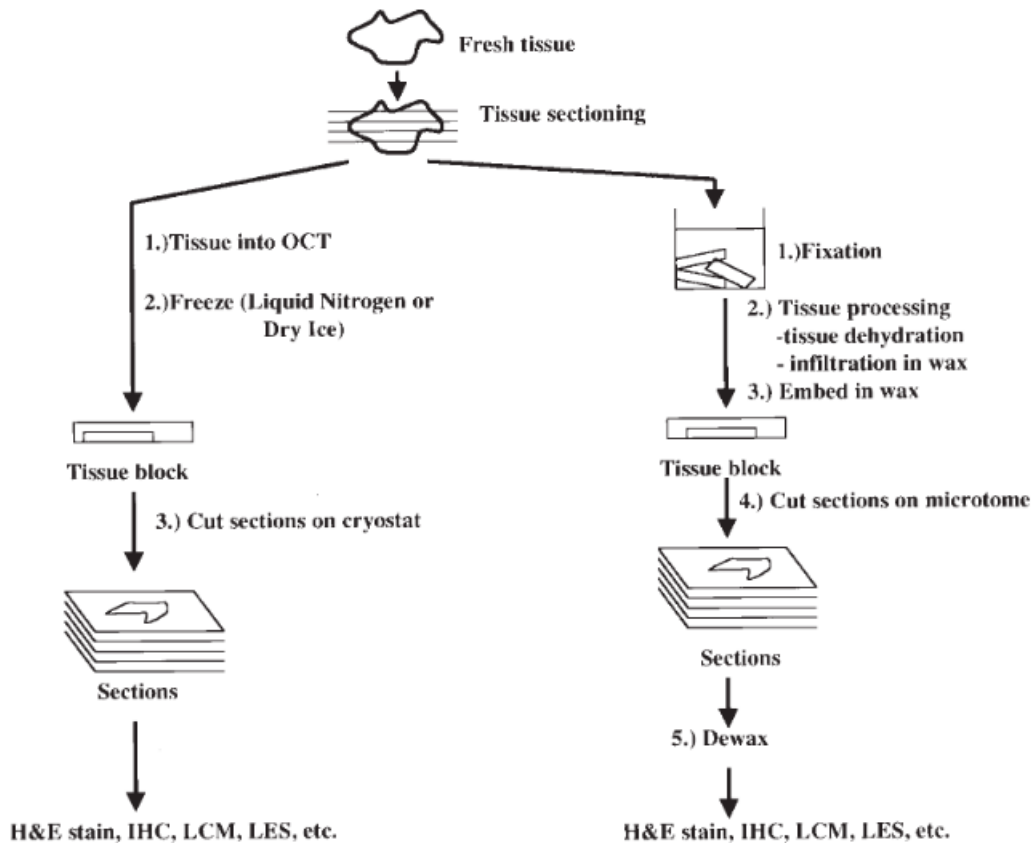 Fresh tissue
Tissue sectioning
1.)Tissue into OCT
2.)Freeze (Liquid Nitrogen or
Dry Ice)
Tissue block
3.) Cut sections on cryostat
Sections
H&E stain, IHC, LCM, LES, etc.
1.)Fixation
2.) Tissue processing
-tissue dehydration
- infiltration in wax
3.) Embed in wax
Tissue block
4.) Cut sections on microtome
Sections
5.) Dewax
H&E stain, IHC, LCM, LES, etc.